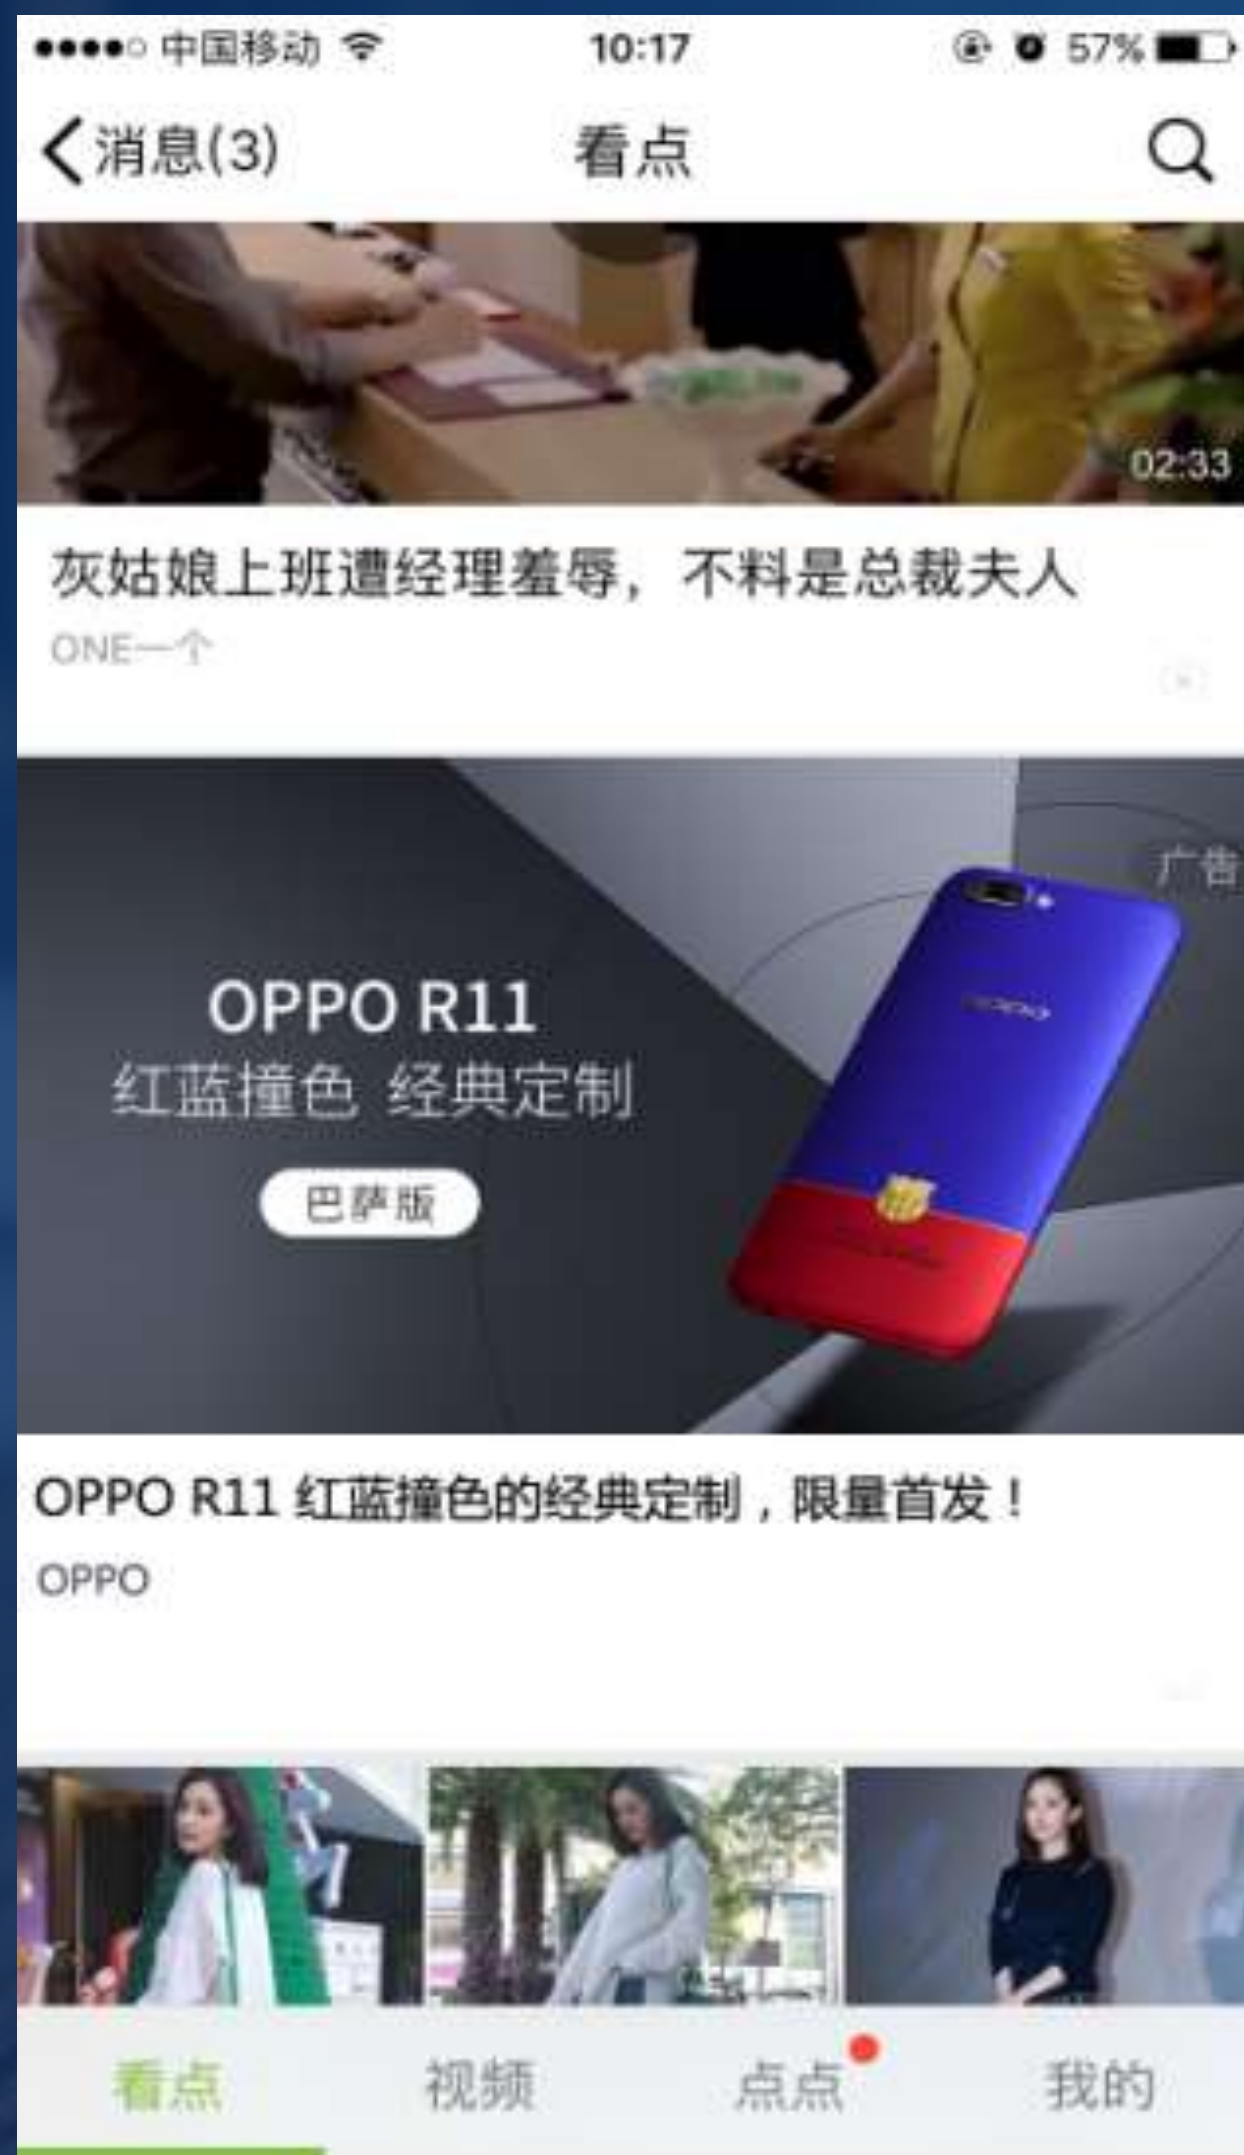 中国移动 10:17 57%
消息(3) 看点
02:33
灰姑娘上班遭经理羞辱，不料是总裁夫人
ONE一个
广告
OPPO R11
红蓝撞色 经典定制
巴萨版
oppo
OPPO R11 红蓝撞色的经典定制，限量首发！
OPPO
看点 视频 点点 我的